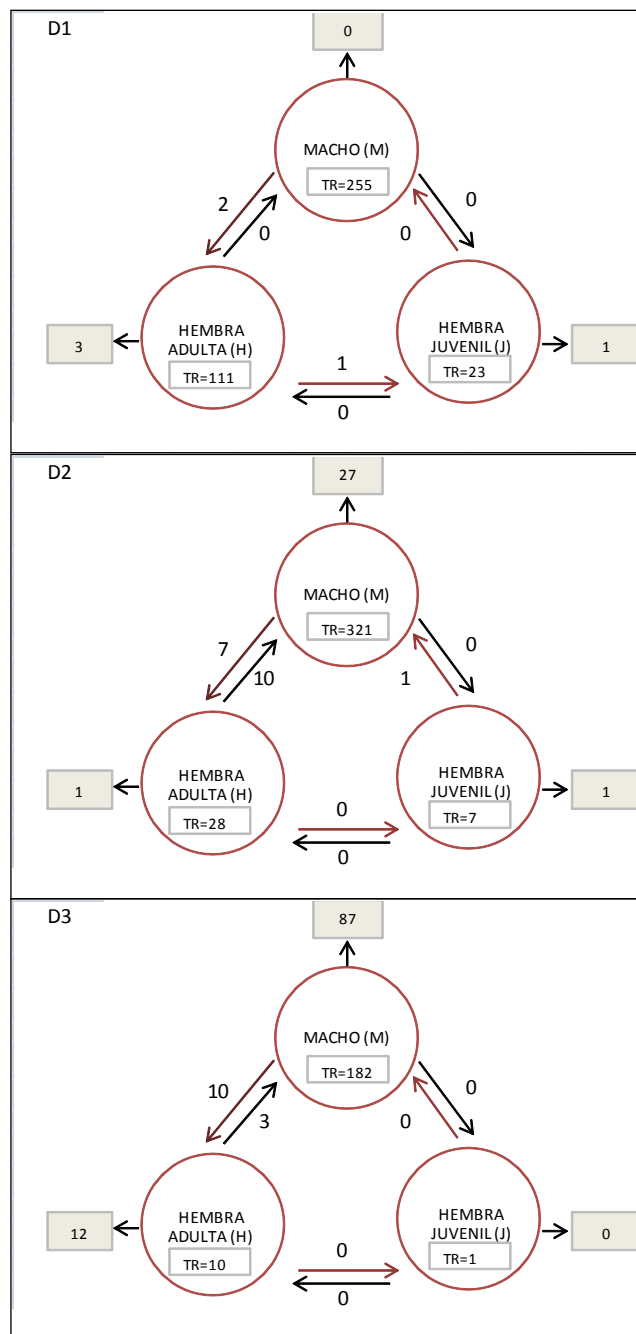 D1
0
MACHO (M)
TR=255
2
0
0
0
3
HEMBRA
ADULTA (H)
TR=111
HEMBRA
JUVENIL (J)
TR=23
1
1
0
D2
27
MACHO (M)
TR=321
7
10
0
1
1
HEMBRA
ADULTA (H)
TR=28
HEMBRA
JUVENIL (J)
TR=7
1
0
0
D3
87
MACHO (M)
TR=182
10
3
0
0
12
HEMBRA
ADULTA (H)
TR=10
HEMBRA
JUVENIL (J)
TR=1
0
0
0